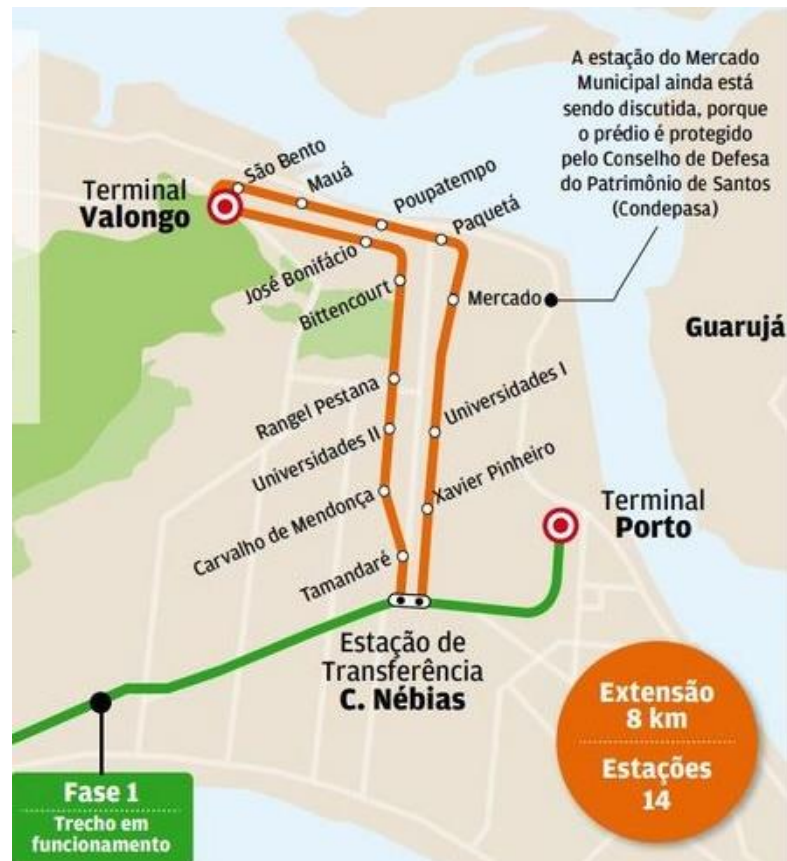 A estação do Mercado
Municipal ainda está
sendo discutida, porque
o prédio é protegido
pelo Conselho de Defesa
do Patrimônio de Santos
(Condepasa)
São Bento
Mauá
Poupatempo
Paquetá
Terminal
Valongo
José Bonifácio
Bittencourt
Mercado
Guarujá
Rangel Pestana
Universidades I
Universidades II
Xavier Pinheiro
Carvalho de Mendonça
Terminal
Porto
Tamandaré
Estação de
Transferência
C. Nébias
Extensão
8 km
Estações
14
Fase 1
Trecho em
funcionamento